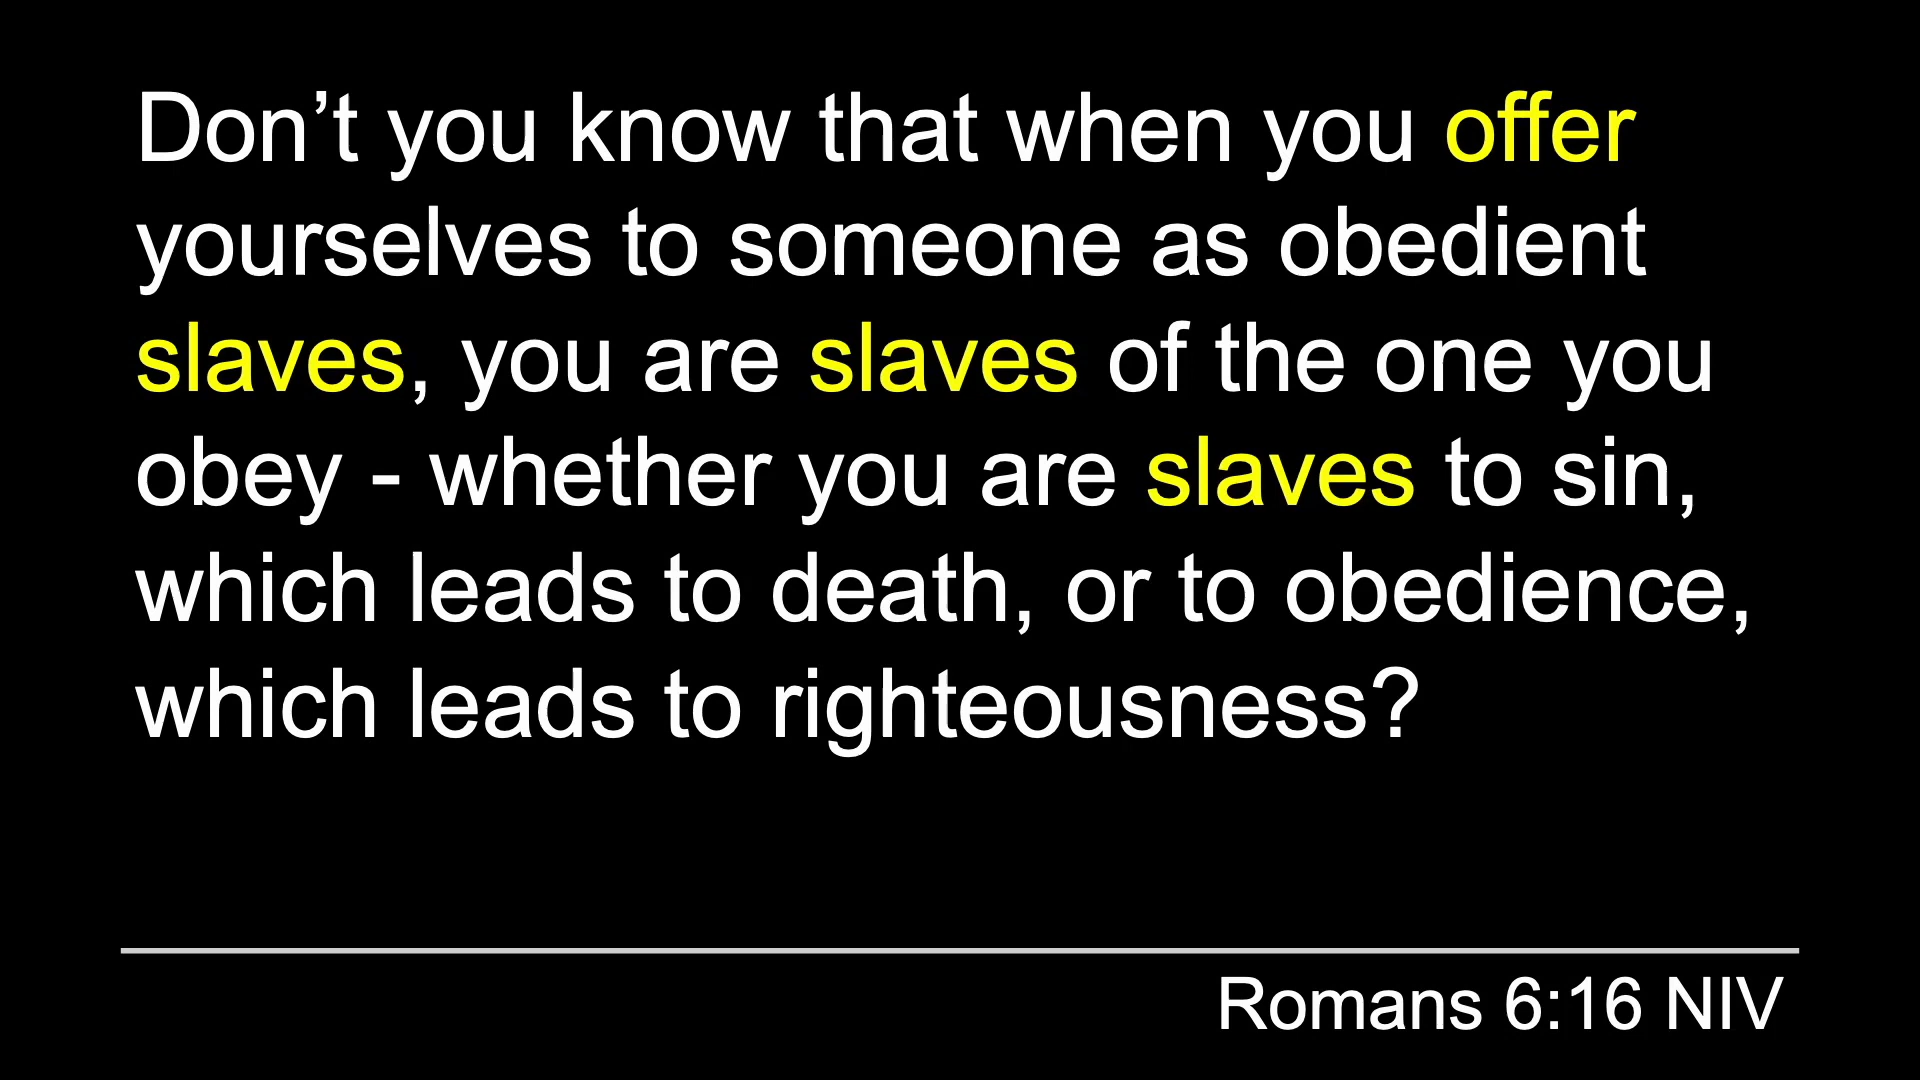 Don’t you know that when you offer
yourselves to someone as obedient
slaves, you are slaves of the one you
obey - whether you are slaves to sin,
which leads to death, or to obedience,
which leads to righteousness?
Romans 6:16 NIV